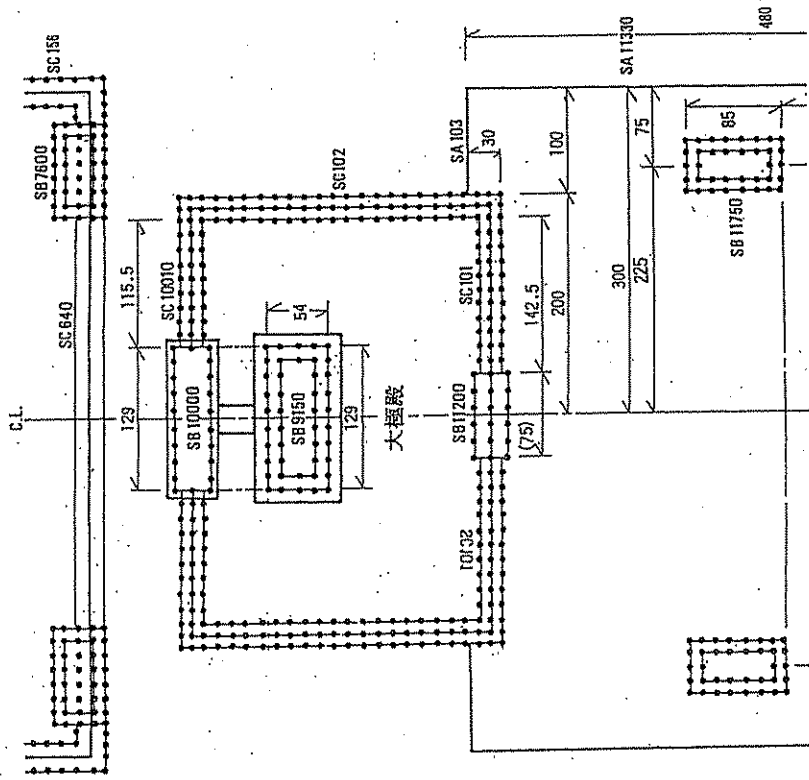 C.L.
SC156
SB7600
SC640
129
115.5
SC10010
SB10000
SC102
54
SB9150
129
大極殿
SA103
30
SA11330
480
SC101
SC101
SB11200
(75)
142.5
200
100
300
225
75
85
SB11750